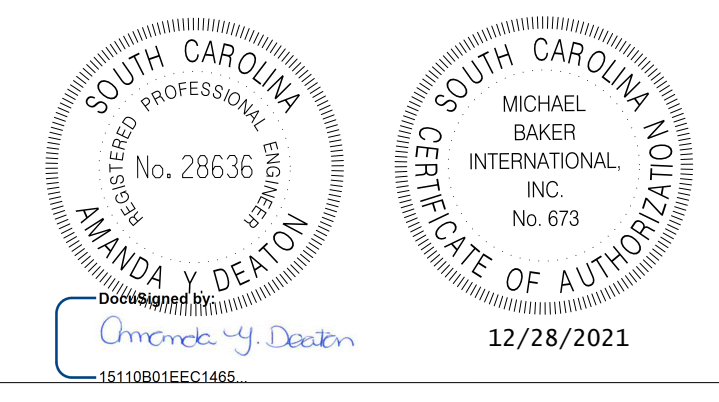 SOUTH CAROLINA
REGISTERED PROFESSIONAL ENGINEER
No. 28636
AMANDA Y DEATON
DocuSigned by:
Amanda Y. Deaton
15110B01EEC1465...
SOUTH CAROLINA
CERTIFICATE OF AUTHORIZATION
MICHAEL
BAKER
INTERNATIONAL,
INC.
No. 673
12/28/2021